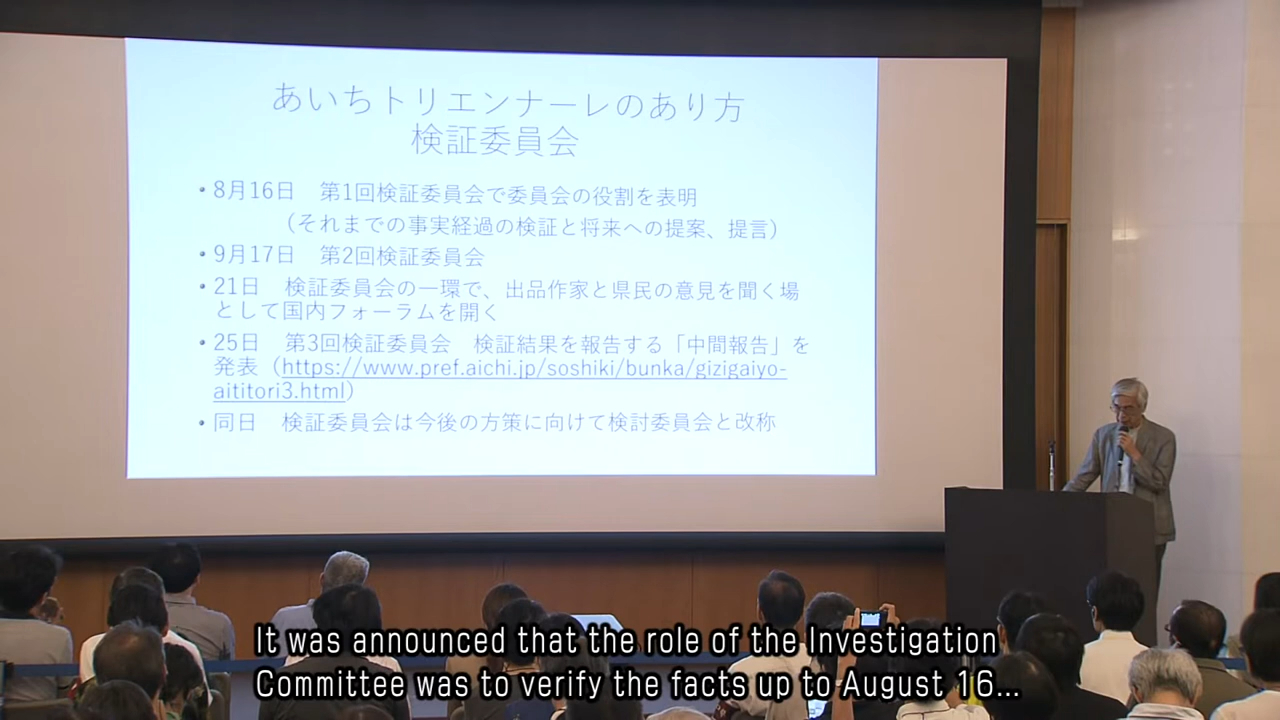 あいちトリエンナーレのあり方
検証委員会
• 8月16日　第1回検証委員会で委員会の役割を表明
（それまでの事実経過の検証と将来への提案、提言）
• 9月17日　第2回検証委員会
• 21日　検証委員会の一環で、出品作家と県民の意見を聞く場
として国内フォーラムを開く
• 25日　第3回検証委員会　検証結果を報告する「中間報告」を
発表（https://www.pref.aichi.jp/soshiki/bunka/gizigaiyo-
aititori3.html）
• 同日　検証委員会は今後の方策に向けて検討委員会と改称
It was announced that the role of the Investigation
Committee was to verify the facts up to August 16...